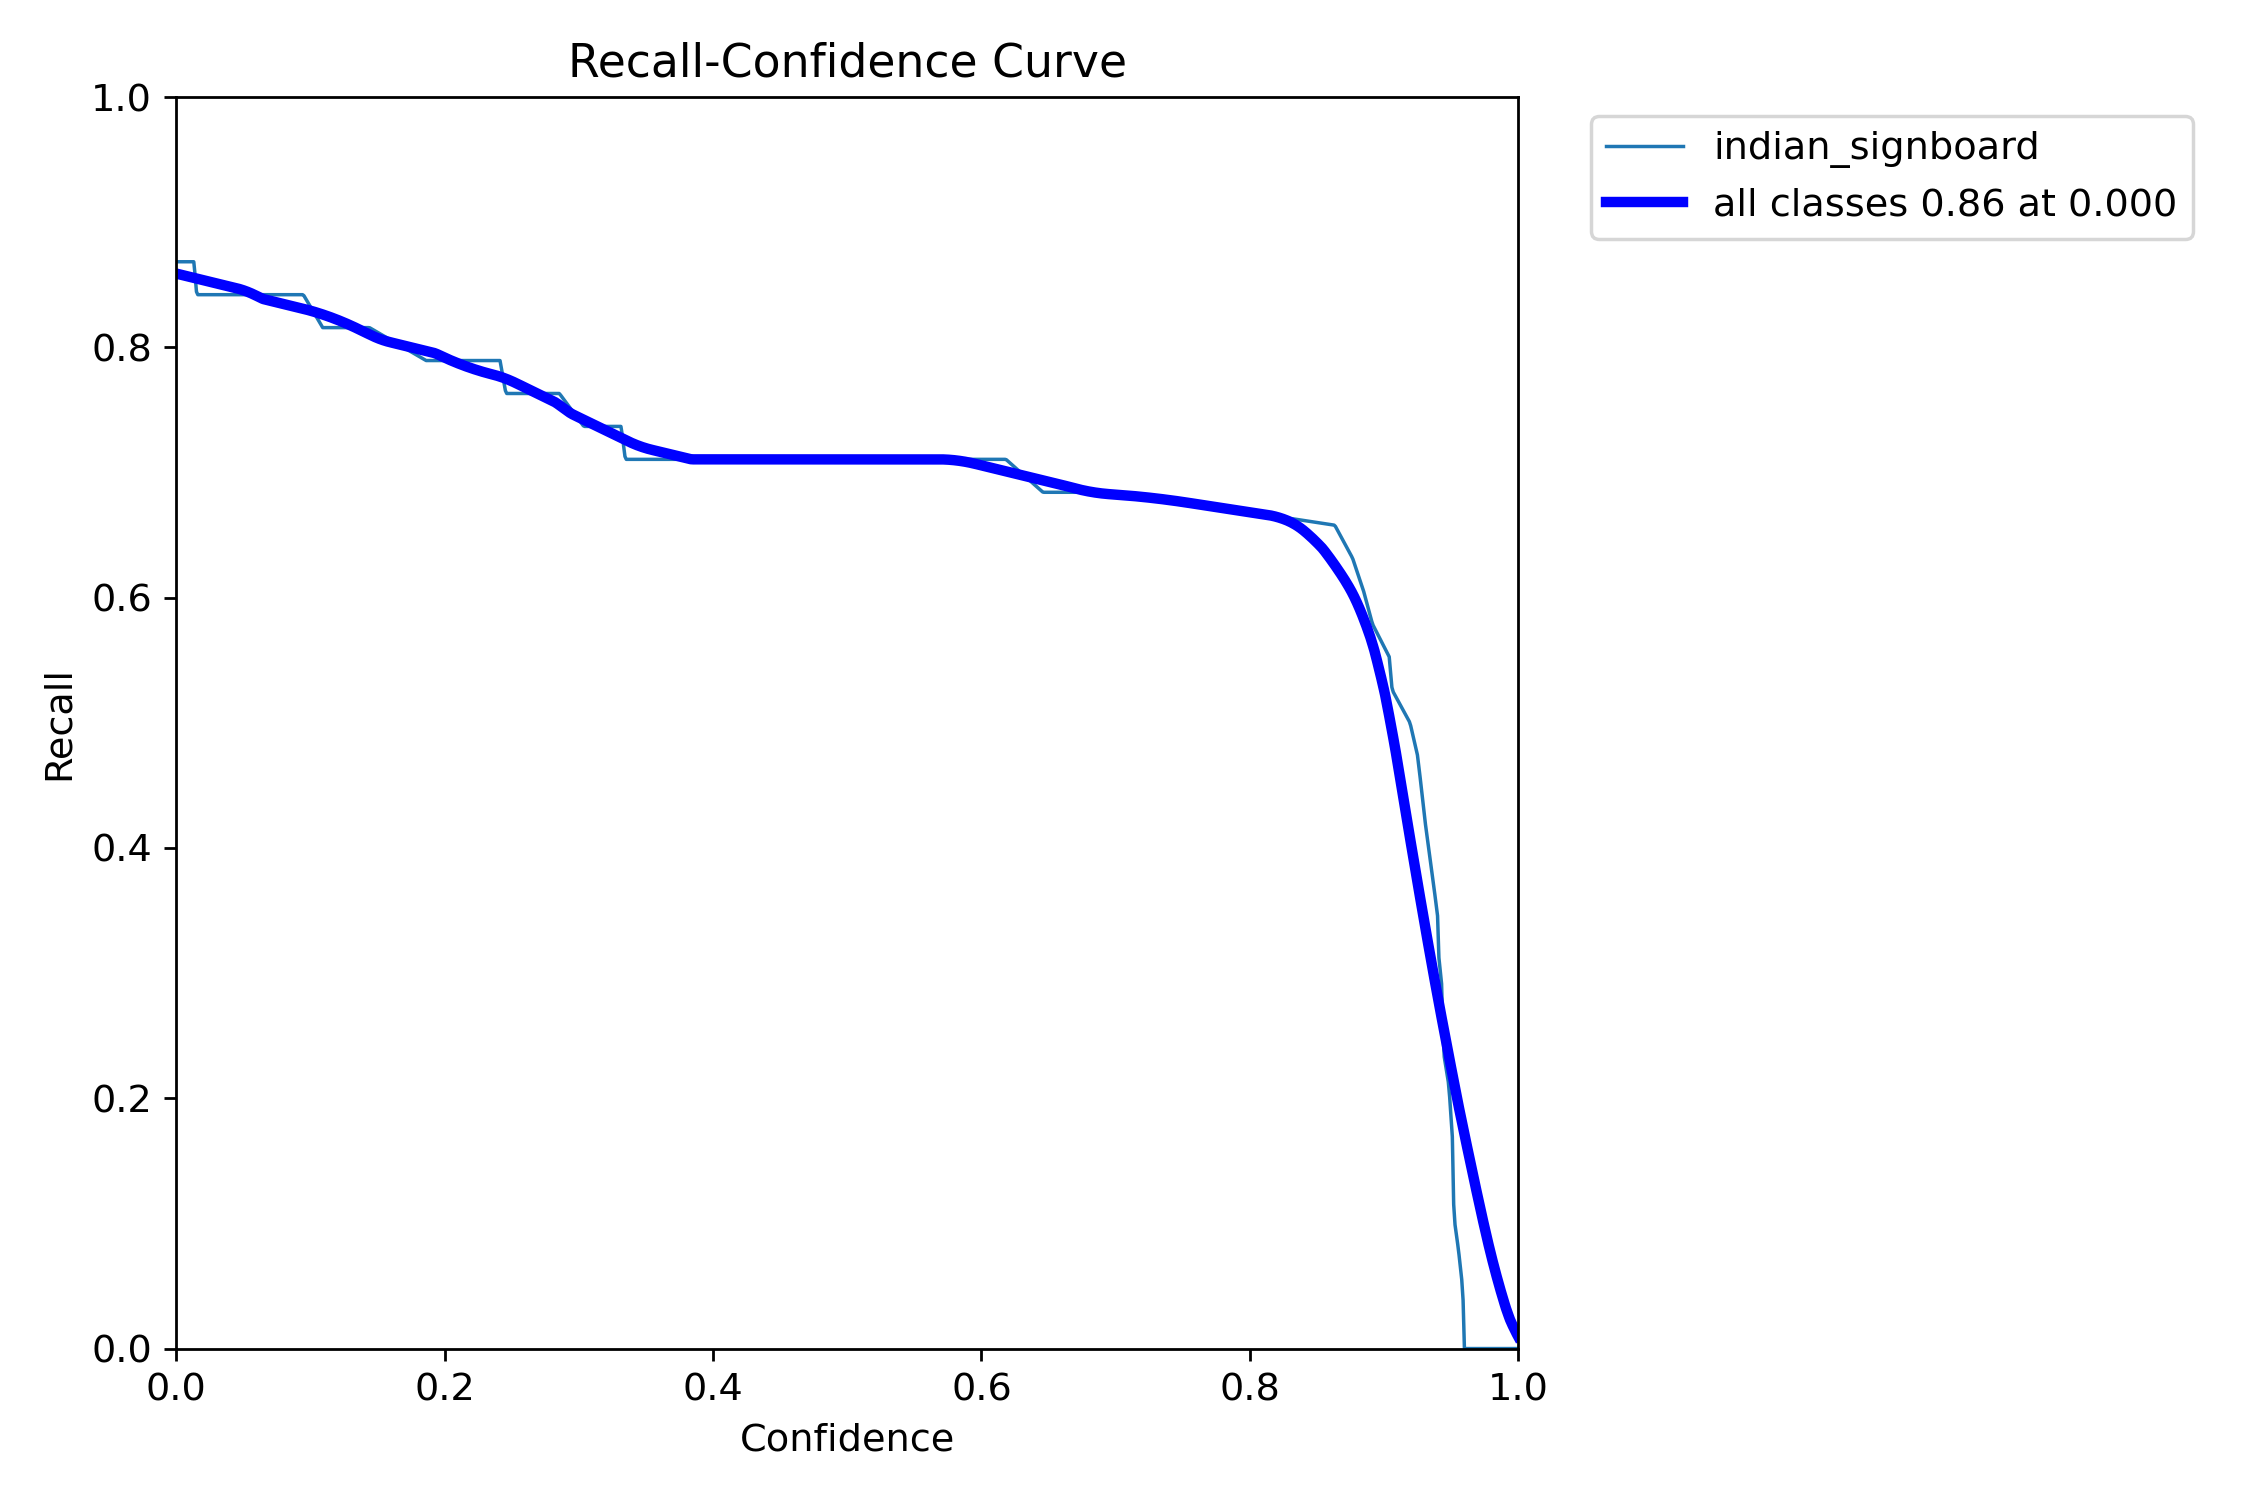 Recall-Confidence Curve
indian_signboard
all classes 0.86 at 0.000
1.0
0.8
0.6
0.4
0.2
0.0
Recall
0.0 0.2 0.4 0.6 0.8 1.0
Confidence